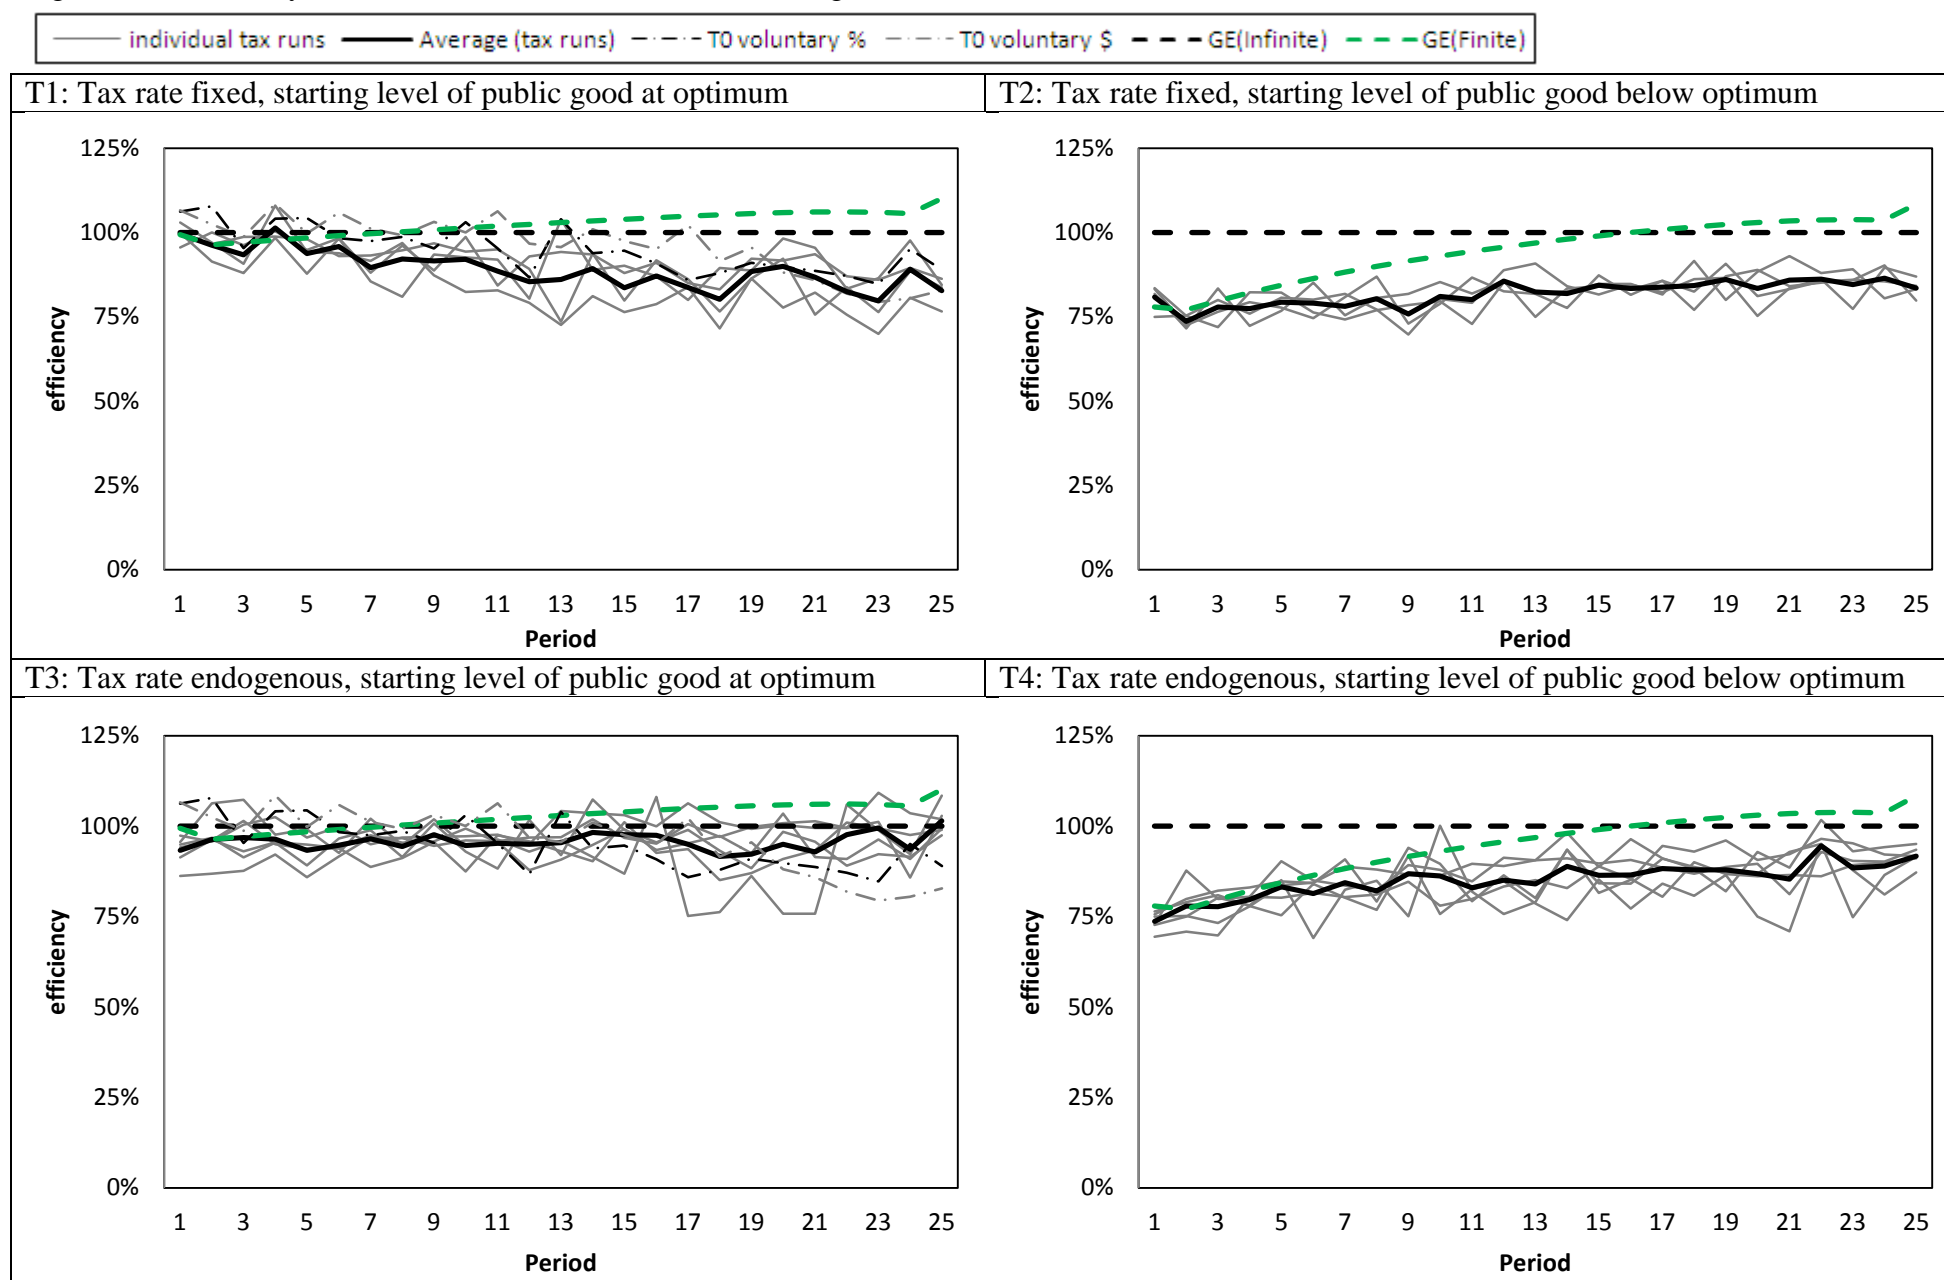 individual tax runs Average (tax runs) T0 voluntary % T0 voluntary $ GE(Infinite) GE(Finite)
T1: Tax rate fixed, starting level of public good at optimum
125%
100%
75%
50%
25%
0%
efficiency
1 3 5 7 9 11 13 15 17 19 21 23 25
Period
T2: Tax rate fixed, starting level of public good below optimum
125%
100%
75%
50%
25%
0%
efficiency
1 3 5 7 9 11 13 15 17 19 21 23 25
Period
T3: Tax rate endogenous, starting level of public good at optimum
125%
100%
75%
50%
25%
0%
efficiency
1 3 5 7 9 11 13 15 17 19 21 23 25
Period
T4: Tax rate endogenous, starting level of public good below optimum
125%
100%
75%
50%
25%
0%
efficiency
1 3 5 7 9 11 13 15 17 19 21 23 25
Period